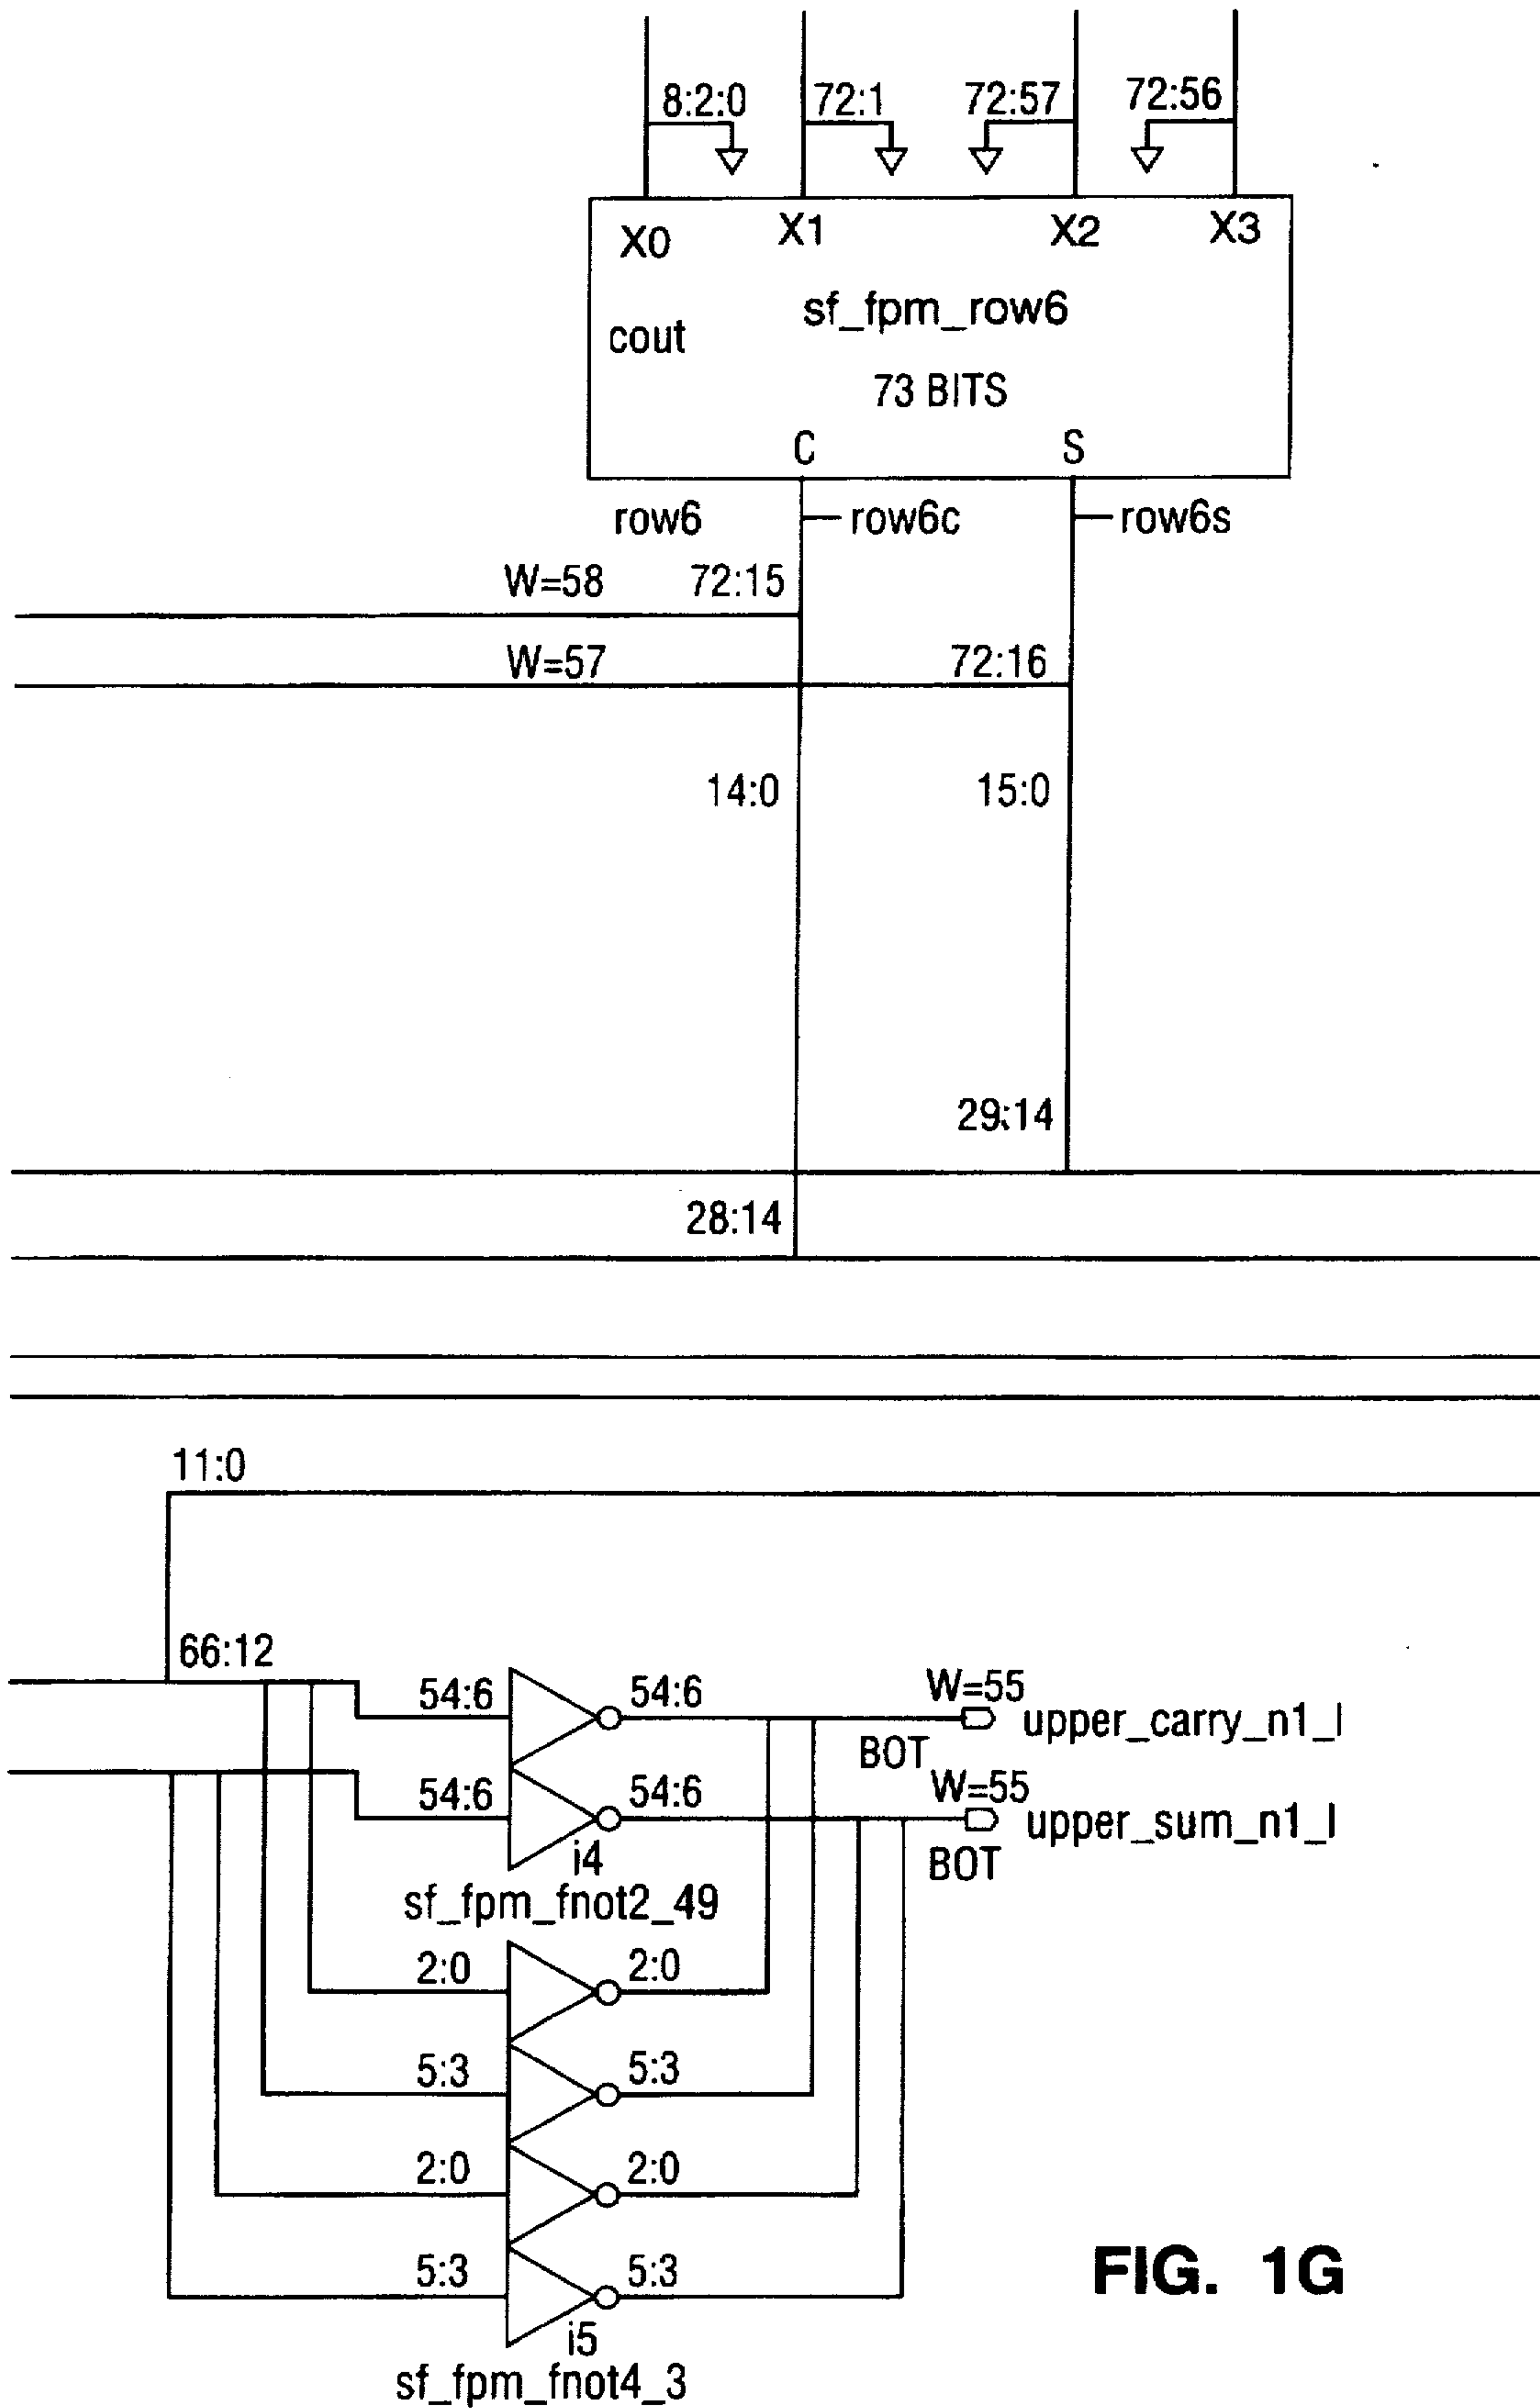 8:2:0 72:1 72:57 72:56
X0 X1 X2 X3
sf_fpm_row6
cout
73 BITS
C S
row6 row6c row6s
W=58 72:15
W=57 72:16
14:0 15:0
29:14
28:14
11:0
66:12
54:6 54:6 W=55 upper_carry_n1_l
BOT
54:6 54:6 W=55 upper_sum_n1_l
BOT
i4
sf_fpm_fnot2_49
2:0 2:0
5:3 5:3
2:0 2:0
5:3 5:3
i5
sf_fpm_fnot4_3
FIG. 1G